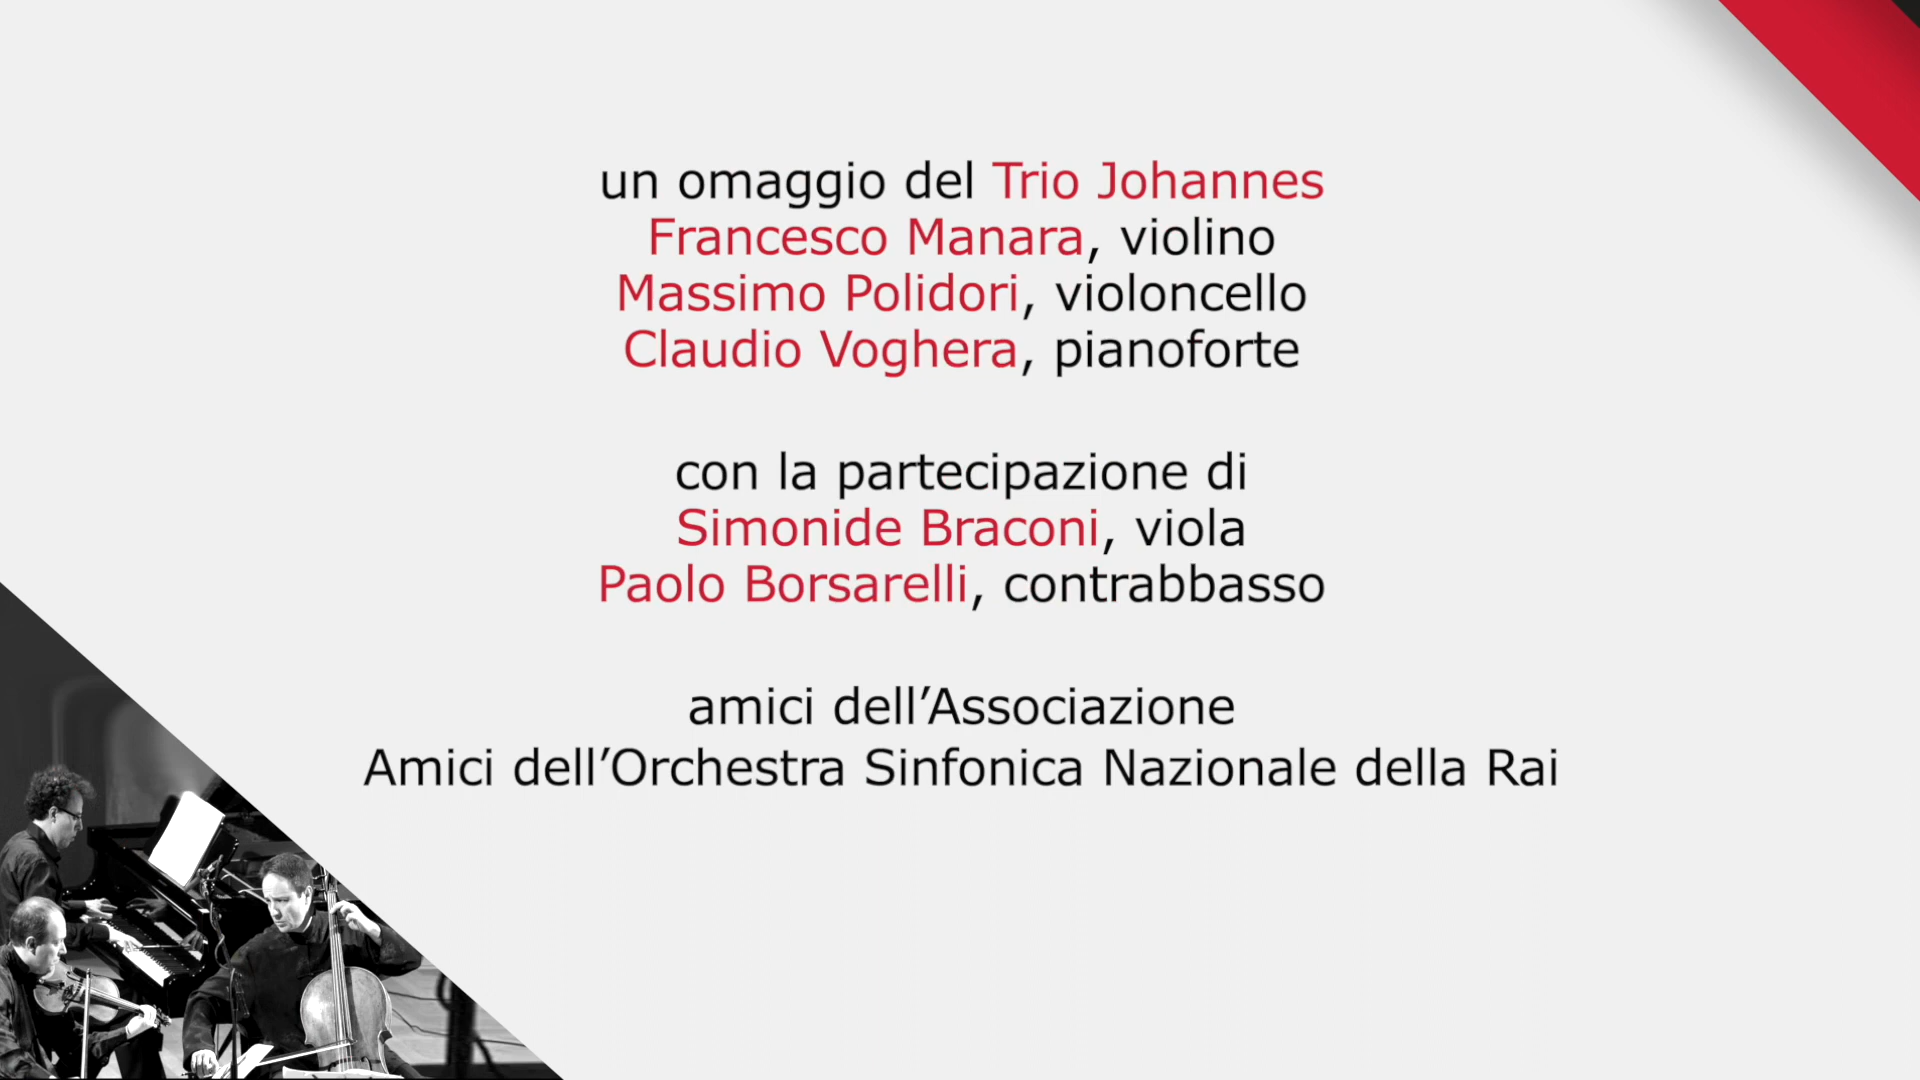 un omaggio del Trio Johannes
Francesco Manara, violino
Massimo Polidori, violoncello
Claudio Voghera, pianoforte
con la partecipazione di
Simonide Braconi, viola
Paolo Borsarelli, contrabbasso
amici dell’Associazione
Amici dell’Orchestra Sinfonica Nazionale della Rai